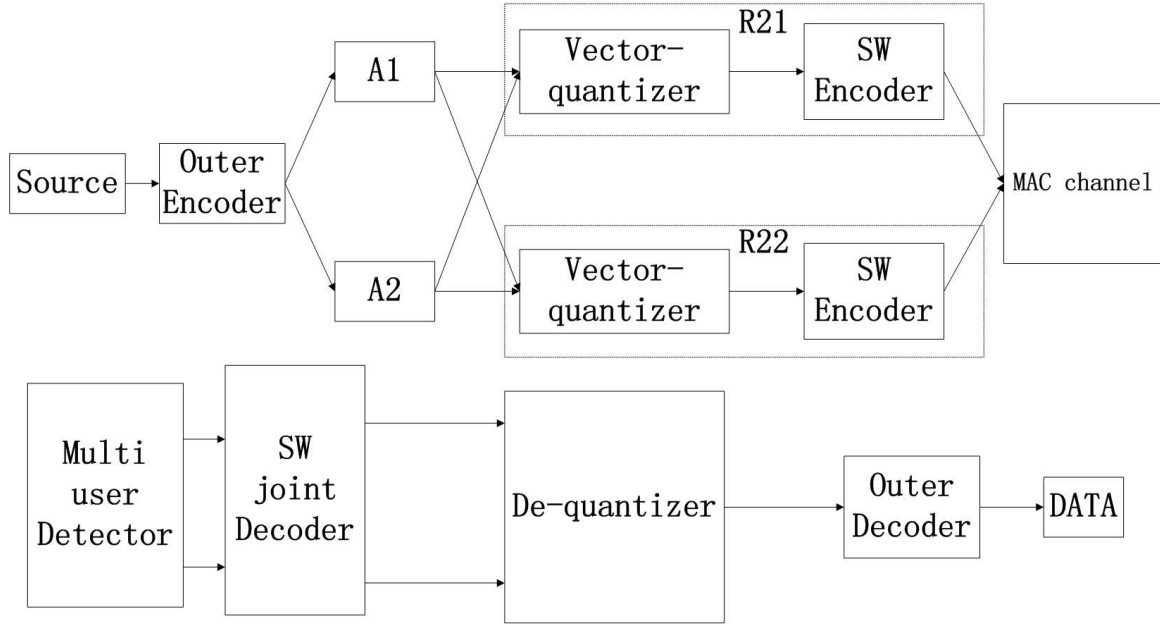 R21
A1
Vector-
quantizer
SW
Encoder
Source
Outer
Encoder
MAC channel
R22
A2
Vector-
quantizer
SW
Encoder
Multi
user
Detector
SW
joint
Decoder
De-quantizer
Outer
Decoder
DATA